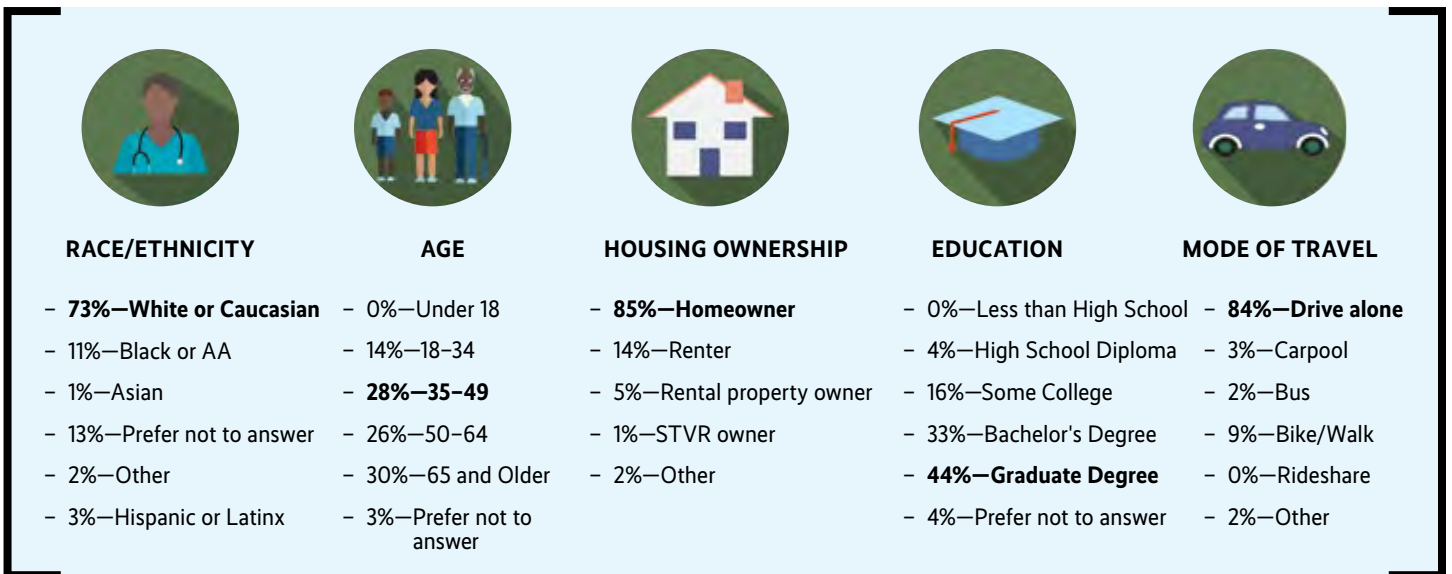 RACE/ETHNICITY
– 73%—White or Caucasian
– 11%—Black or AA
– 1%—Asian
– 13%—Prefer not to answer
– 2%—Other
– 3%—Hispanic or Latinx
AGE
– 0%—Under 18
– 14%—18–34
– 28%—35–49
– 26%—50–64
– 30%—65 and Older
– 3%—Prefer not to
answer
HOUSING OWNERSHIP
– 85%—Homeowner
– 14%—Renter
– 5%—Rental property owner
– 1%—STVR owner
– 2%—Other
EDUCATION
– 0%—Less than High School
– 4%—High School Diploma
– 16%—Some College
– 33%—Bachelor's Degree
– 44%—Graduate Degree
– 4%—Prefer not to answer
MODE OF TRAVEL
– 84%—Drive alone
– 3%—Carpool
– 2%—Bus
– 9%—Bike/Walk
– 0%—Rideshare
– 2%—Other